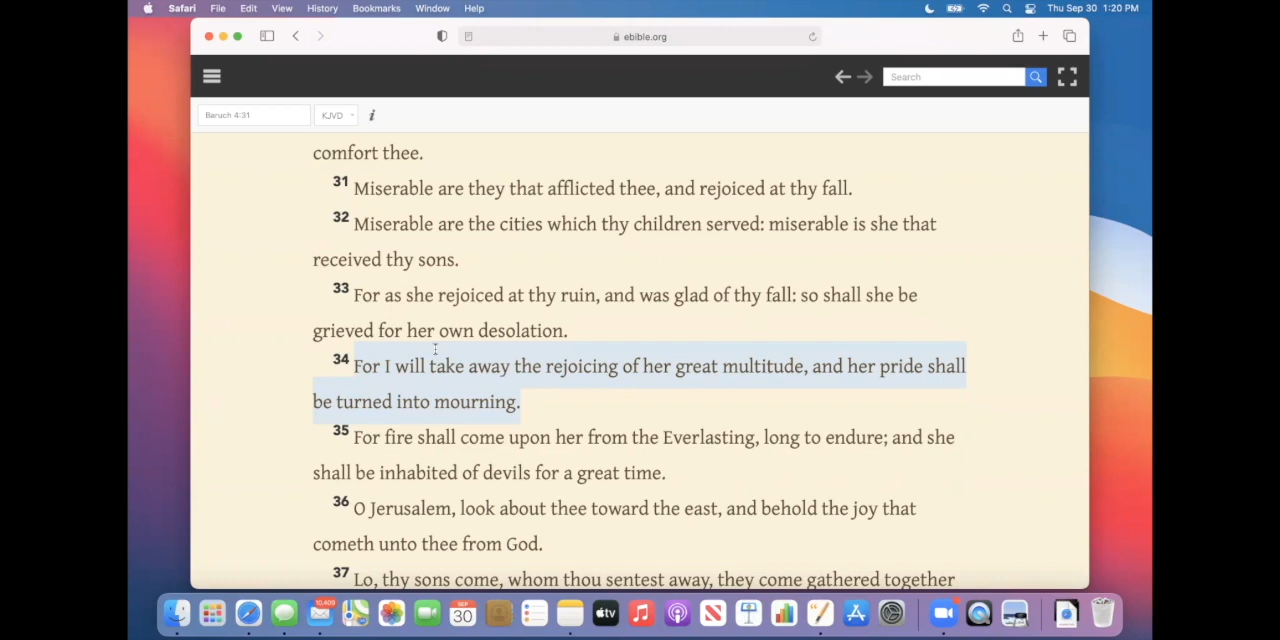 Safari File Edit View History Bookmarks Window Help Thu Sep 30 1:20 PM
ebible.org
Search
Baruch 4:31 KJVD i
comfort thee.
31 Miserable are they that afflicted thee, and rejoiced at thy fall.
32 Miserable are the cities which thy children served: miserable is she that
received thy sons.
33 For as she rejoiced at thy ruin, and was glad of thy fall: so shall she be
grieved for her own desolation.
34 For I will take away the rejoicing of her great multitude, and her pride shall
be turned into mourning.
35 For fire shall come upon her from the Everlasting, long to endure; and she
shall be inhabited of devils for a great time.
36 O Jerusalem, look about thee toward the east, and behold the joy that
cometh unto thee from God.
37 Lo, thy sons come, whom thou sentest away, they come gathered together
10,409 SEP 30 tv